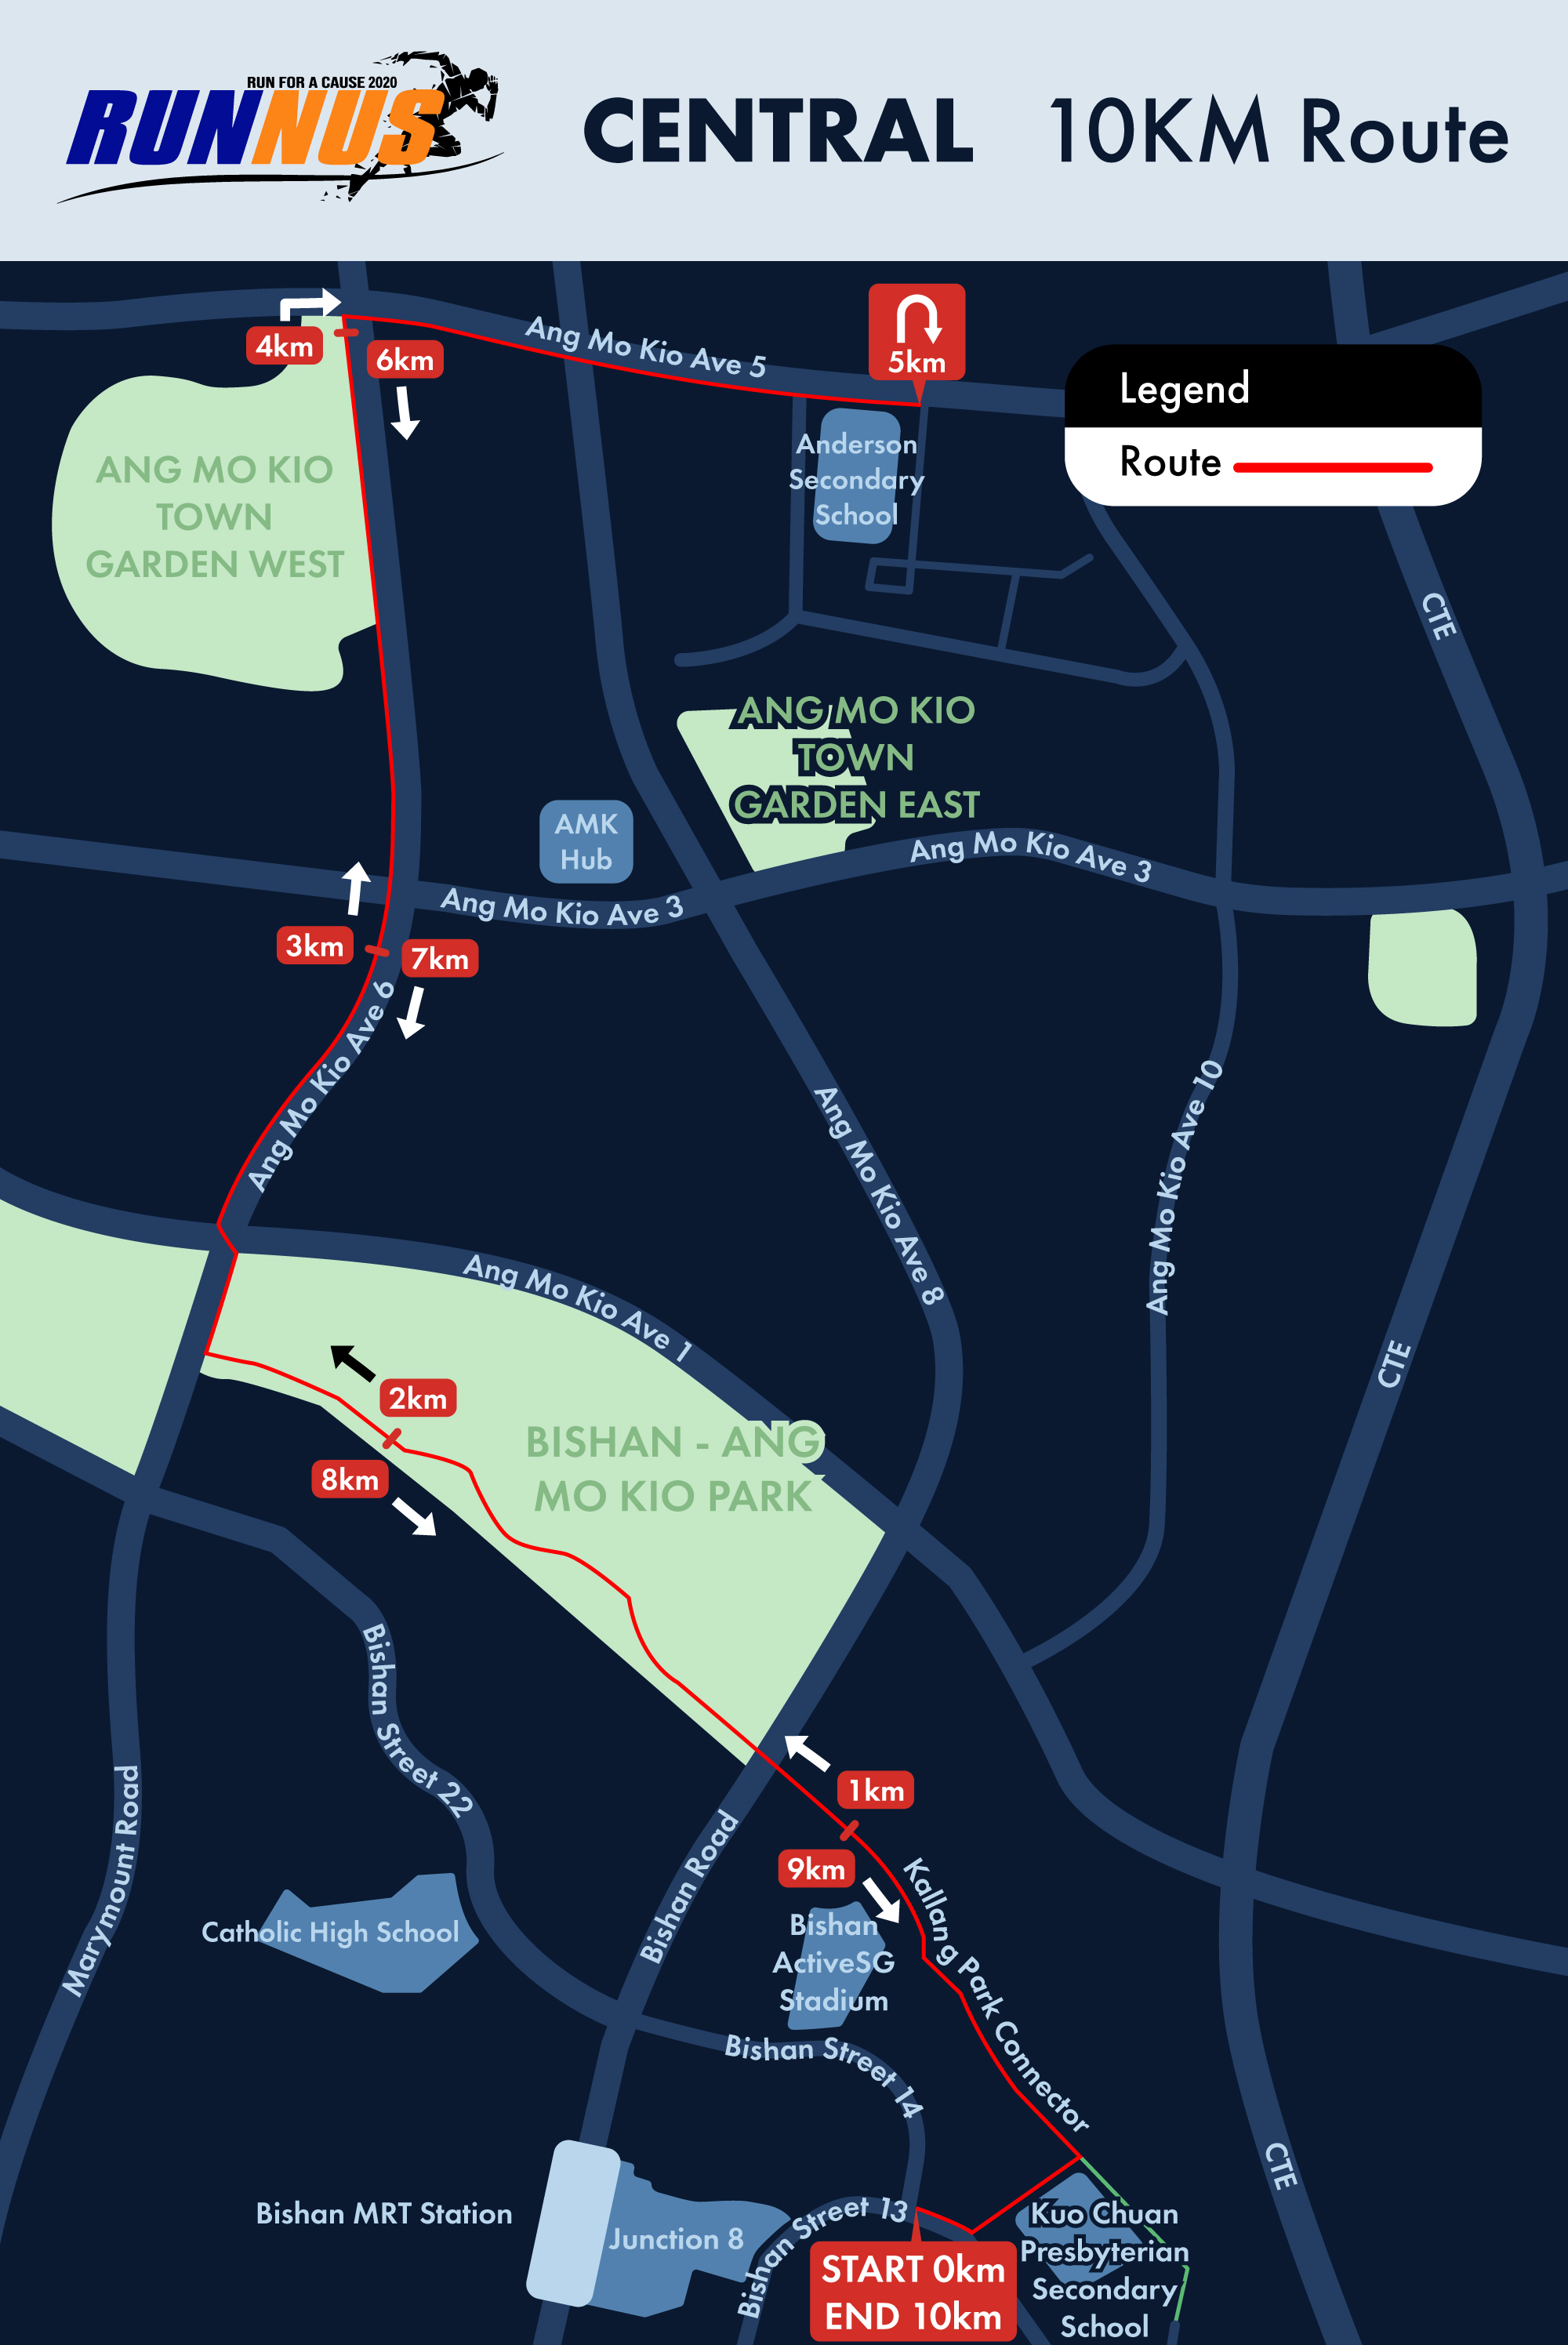 RUN FOR A CAUSE 2020
RUNNUS
CENTRAL 10KM Route
4km
6km
Ang Mo Kio Ave 5
5km
Legend
Route
Anderson
Secondary
School
ANG MO KIO
TOWN
GARDEN WEST
CTE
ANG MO KIO
TOWN
GARDEN EAST
AMK
Hub
Ang Mo Kio Ave 3
Ang Mo Kio Ave 3
3km
7km
Ang Mo Kio Ave 6
Ang Mo Kio Ave 8
Ang Mo Kio Ave 10
Ang Mo Kio Ave 1
CTE
2km
8km
BISHAN - ANG
MO KIO PARK
Bishan Street 22
1km
9km
Marymount Road
Bishan Road
Kallang Park Connector
Catholic High School
Bishan
ActiveSG
Stadium
Bishan Street 14
CTE
Bishan MRT Station
Junction 8
Bishan Street 13
START 0km
END 10km
Kuo Chuan
Presbyterian
Secondary
School